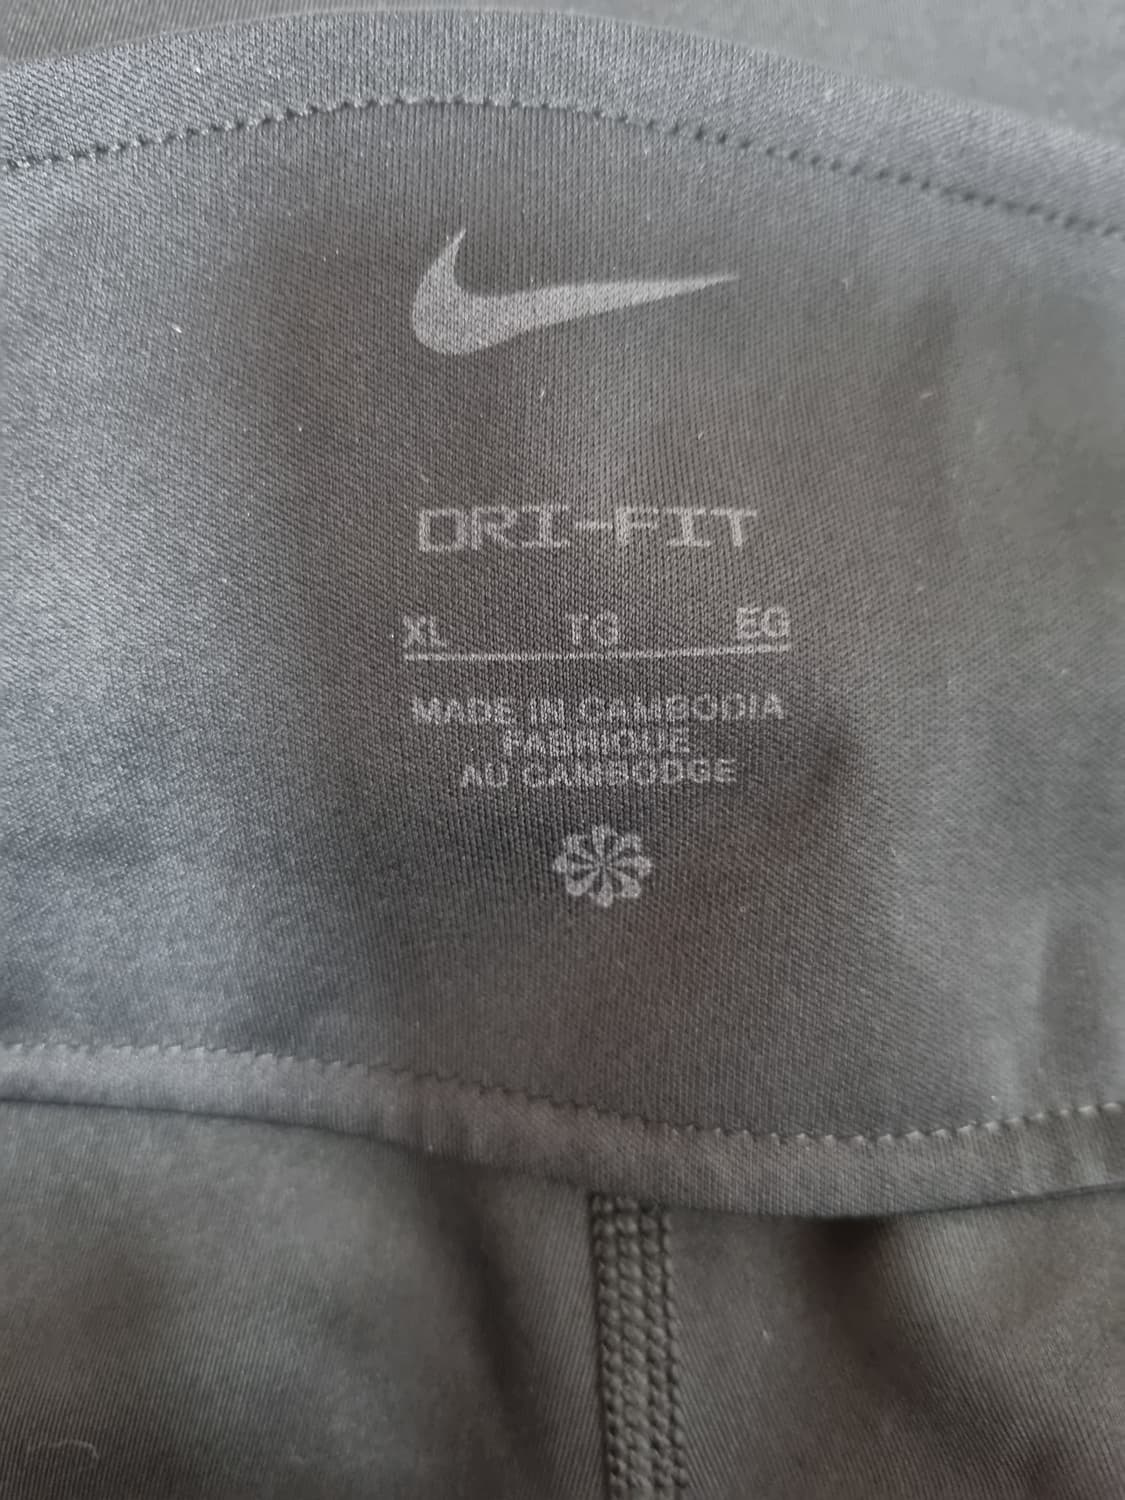 DRI-FIT
XL TG EG
MADE IN CAMBODIA
FABRIQUE
AU CAMBODGE